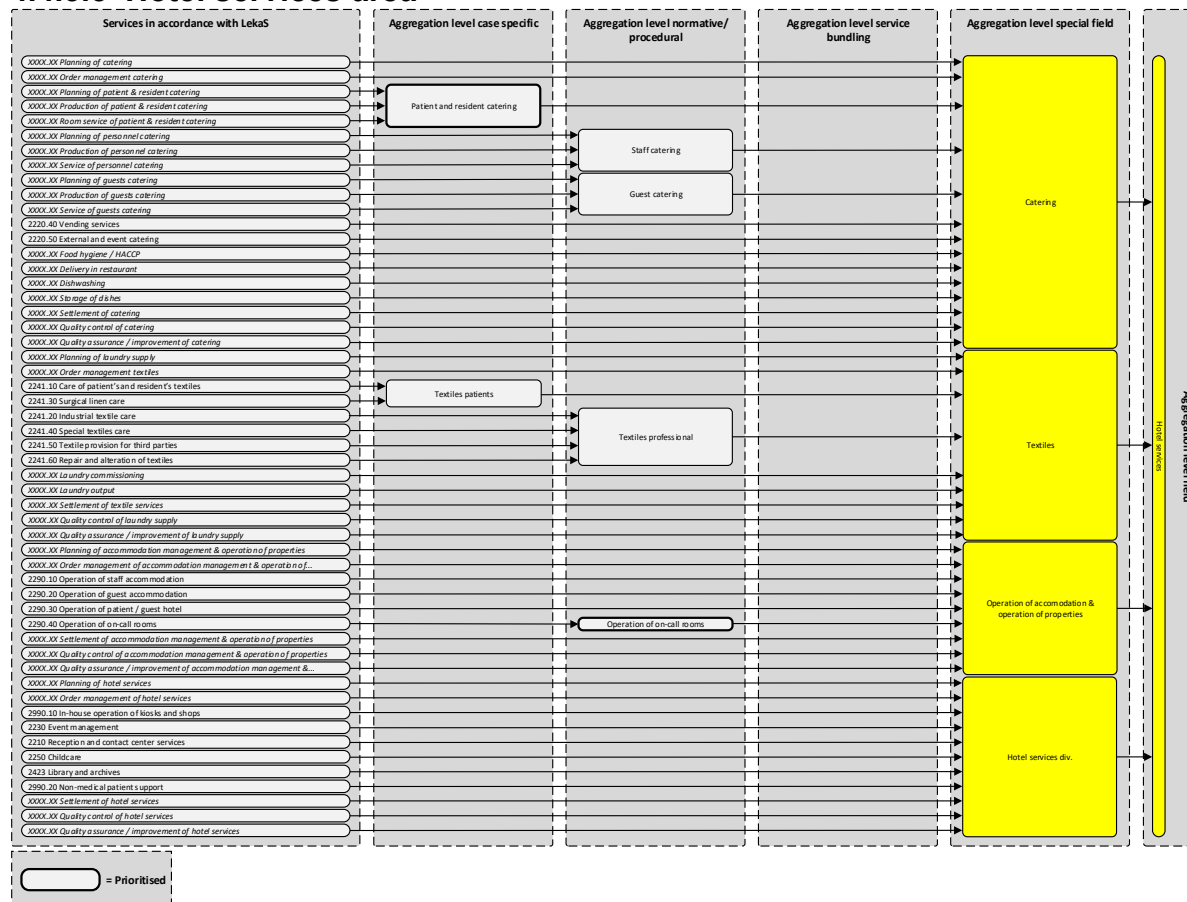 Services in accordance with LekaS
Aggregation level case specific
Aggregation level normative/
procedural
Aggregation level service
bundling
Aggregation level special field
XXXX.XX Planning of catering
XXXX.XX Order management catering
XXXX.XX Planning of patient & resident catering
XXXX.XX Production of patient & resident catering
XXXX.XX Room service of patient & resident catering
XXXX.XX Planning of personnel catering
XXXX.XX Production of personnel catering
XXXX.XX Service of personnel catering
XXXX.XX Planning of guests catering
XXXX.XX Production of guests catering
XXXX.XX Service of guests catering
2220.40 Vending services
2220.50 External and event catering
XXXX.XX Food hygiene / HACCP
XXXX.XX Delivery in restaurant
XXXX.XX Dishwashing
XXXX.XX Storage of dishes
XXXX.XX Settlement of catering
XXXX.XX Quality control of catering
XXXX.XX Quality assurance / improvement of catering
XXXX.XX Planning of laundry supply
XXXX.XX Order management textiles
2241.10 Care of patient's and resident's textiles
2241.30 Surgical linen care
2241.20 Industrial textile care
2241.40 Special textiles care
2241.50 Textile provision for third parties
2241.60 Repair and alteration of textiles
XXXX.XX Laundry commissioning
XXXX.XX Laundry output
XXXX.XX Settlement of textile services
XXXX.XX Quality control of laundry supply
XXXX.XX Quality assurance / improvement of laundry supply
XXXX.XX Planning of accommodation management & operation of properties
XXXX.XX Order management of accommodation management & operation of...
2290.10 Operation of staff accommodation
2290.20 Operation of guest accommodation
2290.30 Operation of patient / guest hotel
2290.40 Operation of on-call rooms
XXXX.XX Settlement of accommodation management & operation of properties
XXXX.XX Quality control of accommodation management & operation of properties
XXXX.XX Quality assurance / improvement of accommodation management &...
XXXX.XX Planning of hotel services
XXXX.XX Order management of hotel services
2990.10 In-house operation of kiosks and shops
2230 Event management
2210 Reception and contact center services
2250 Childcare
2423 Library and archives
2990.20 Non-medical patient support
XXXX.XX Settlement of hotel services
XXXX.XX Quality control of hotel services
XXXX.XX Quality assurance / improvement of hotel services
Patient and resident catering
Textiles patients
Staff catering
Guest catering
Textiles professional
Operation of on-call rooms
Catering
Textiles
Operation of accomodation &
operation of properties
Hotel services div.
Hotel services
= Prioritised